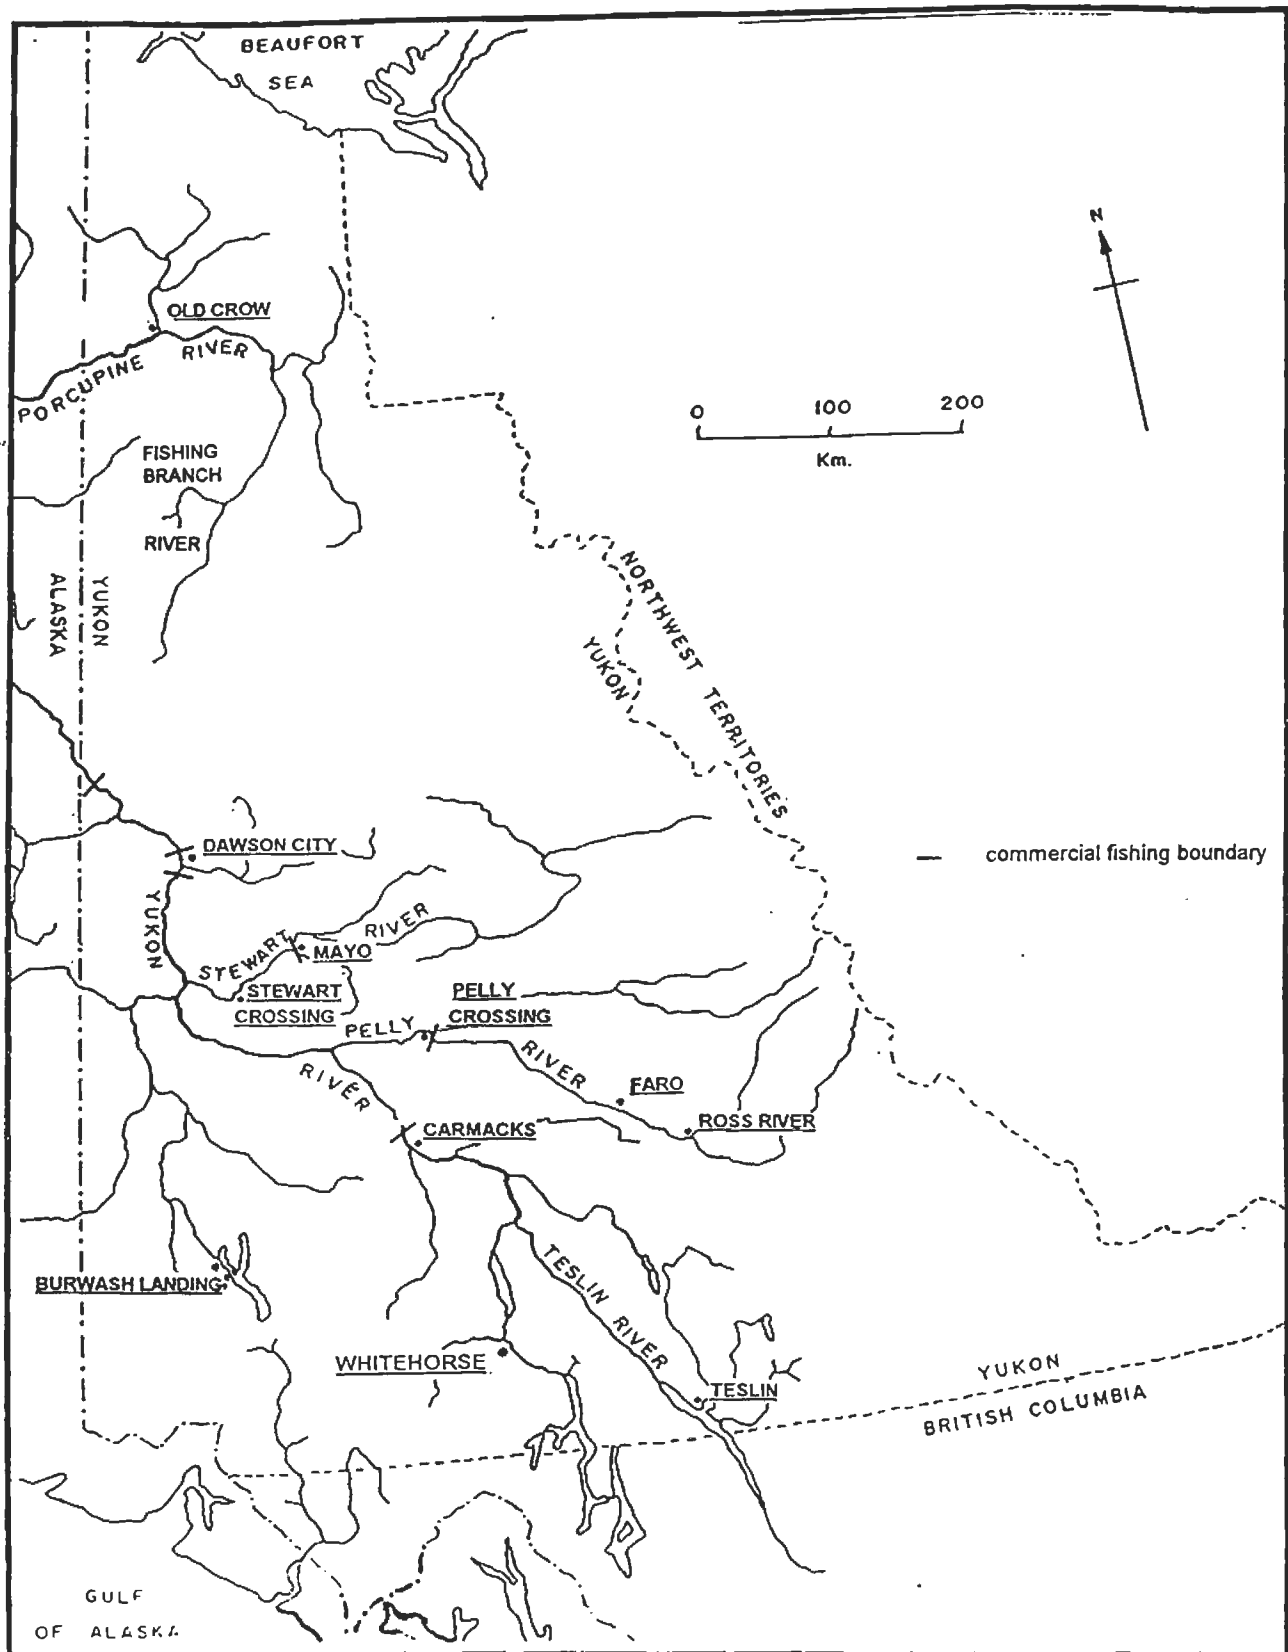 BEAUFORT
SEA
N
OLD CROW
PORCUPINE RIVER
0 100 200
Km.
FISHING
BRANCH
RIVER
ALASKA
YUKON
NORTHWEST TERRITORIES
YUKON
DAWSON CITY
commercial fishing boundary
YUKON
STEWART RIVER
MAYO
STEWART
CROSSING
PELLY
CROSSING
PELLY
RIVER
RIVER
FARO
ROSS RIVER
CARMACKS
TESLIN RIVER
BURWASH LANDING
WHITEHORSE
TESLIN
YUKON
BRITISH COLUMBIA
GULF
OF ALASKA